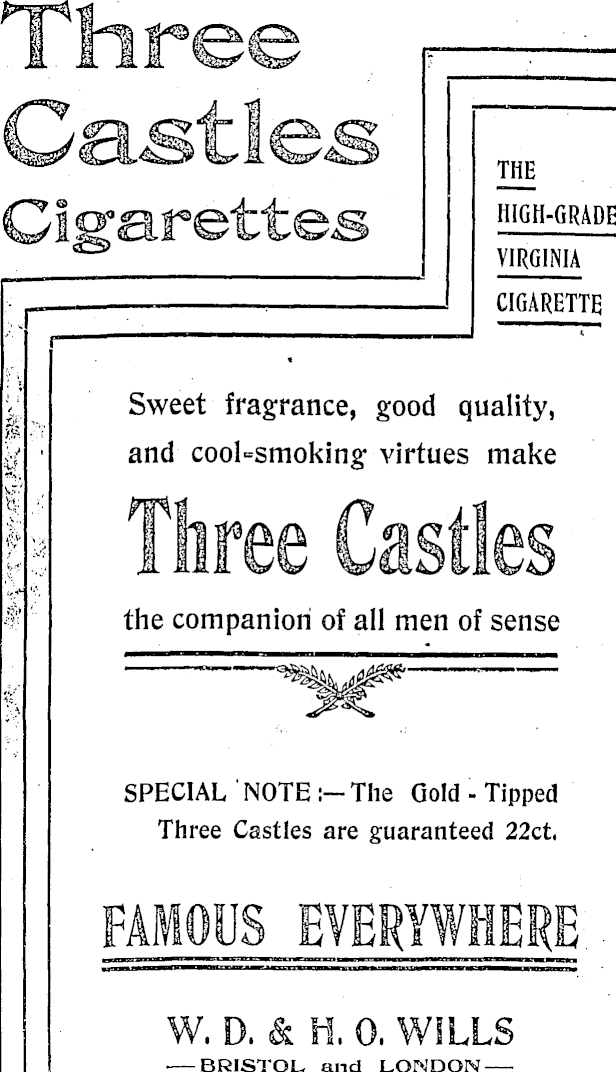 Three
Castles
Cigarettes
THE
HIGH-GRADE
VIRGINIA
CIGARETTE
Sweet fragrance, good quality,
and cool-smoking virtues make
Three Castles
the companion of all men of sense
SPECIAL NOTE :— The Gold - Tipped
Three Castles are guaranteed 22ct.
FAMOUS EVERYWHERE
W. D. & H. O. WILLS
— BRISTOL and LONDON —